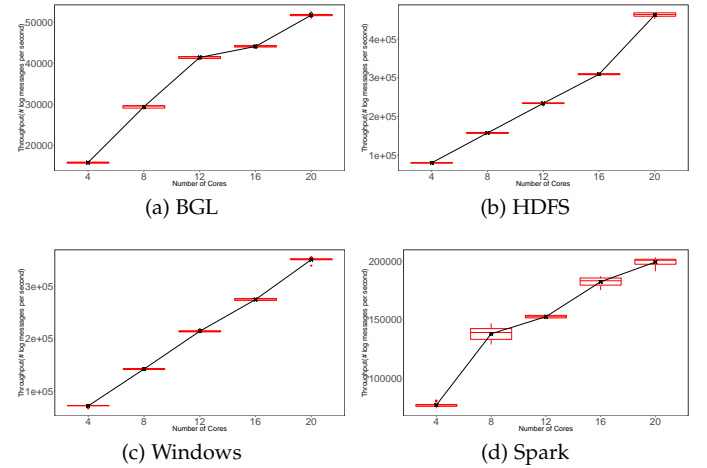 Throughput(# log messages per second)
50000
40000
30000
20000
4 8 12 16 20
Number of Cores
(a) BGL
Throughput(# log messages per second)
4e+05
3e+05
2e+05
1e+05
4 8 12 16 20
Number of Cores
(b) HDFS
Throughput(# log messages per second)
3e+05
2e+05
1e+05
4 8 12 16 20
Number of Cores
(c) Windows
Throughput(# log messages per second)
200000
150000
100000
4 8 12 16 20
Number of Cores
(d) Spark